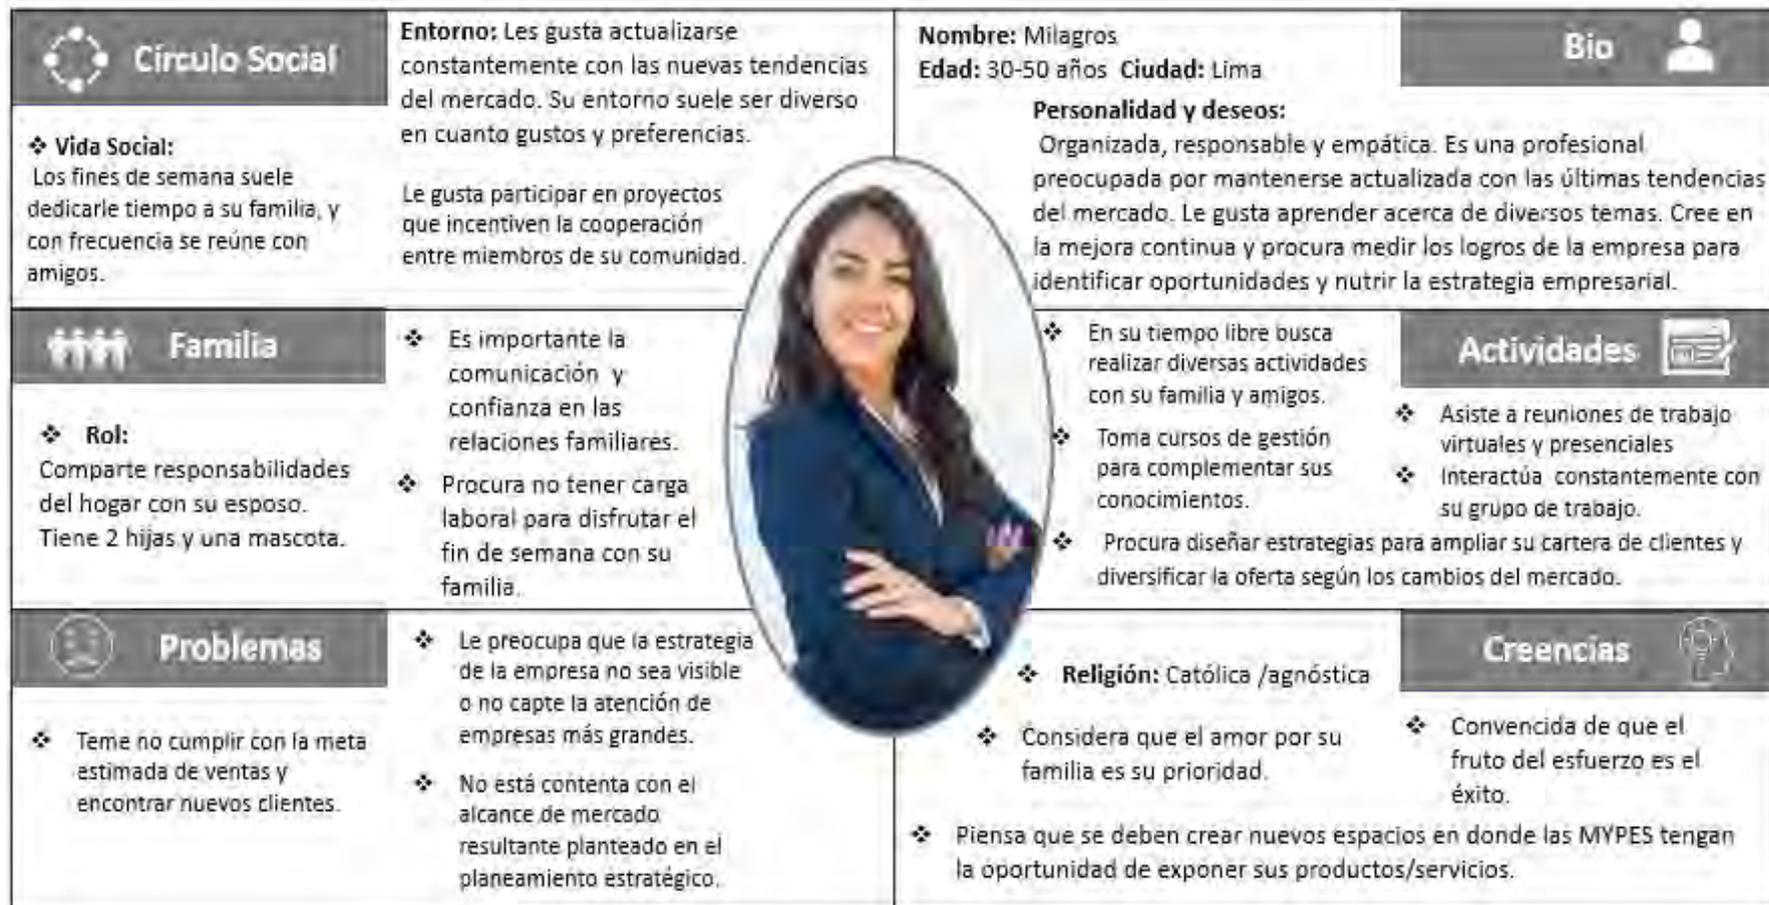 Círculo Social
❖ Vida Social:
Los fines de semana suele
dedicarle tiempo a su familia, y
con frecuencia se reúne con
amigos.
Entorno: Les gusta actualizarse
constantemente con las nuevas tendencias
del mercado. Su entorno suele ser diverso
en cuanto gustos y preferencias.
Le gusta participar en proyectos
que incentiven la cooperación
entre miembros de su comunidad.
Nombre: Milagros
Edad: 30-50 años Ciudad: Lima
Bio
Personalidad y deseos:
Organizada, responsable y empática. Es una profesional
preocupada por mantenerse actualizada con las últimas tendencias
del mercado. Le gusta aprender acerca de diversos temas. Cree en
la mejora continua y procura medir los logros de la empresa para
identificar oportunidades y nutrir la estrategia empresarial.
Familia
❖ Rol:
Comparte responsabilidades
del hogar con su esposo.
Tiene 2 hijas y una mascota.
❖ Es importante la
comunicación y
confianza en las
relaciones familiares.
❖ Procura no tener carga
laboral para disfrutar el
fin de semana con su
familia.
❖ En su tiempo libre busca
realizar diversas actividades
con su familia y amigos.
❖ Toma cursos de gestión
para complementar sus
conocimientos.
Actividades
❖ Asiste a reuniones de trabajo
virtuales y presenciales
❖ Interactúa constantemente con
su grupo de trabajo.
❖ Procura diseñar estrategias para ampliar su cartera de clientes y
diversificar la oferta según los cambios del mercado.
Problemas
❖ Teme no cumplir con la meta
estimada de ventas y
encontrar nuevos clientes.
❖ Le preocupa que la estrategia
de la empresa no sea visible
o no capte la atención de
empresas más grandes.
❖ No está contenta con el
alcance de mercado
resultante planteado en el
planeamiento estratégico.
Creencias
❖ Religión: Católica /agnóstica
❖ Considera que el amor por su
familia es su prioridad.
❖ Convencida de que el
fruto del esfuerzo es el
éxito.
❖ Piensa que se deben crear nuevos espacios en donde las MYPES tengan
la oportunidad de exponer sus productos/servicios.